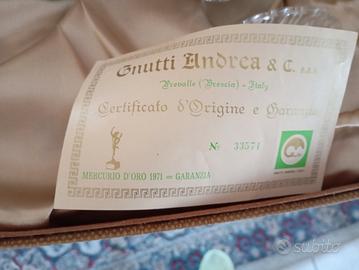 Gnutti Andrea & C. s.a.s.
Prevalle (Brescia) - Italy
Certificato d'Origine e Garanzia
N 33571
MERCURIO D'ORO 1971 = GARANZIA
subito